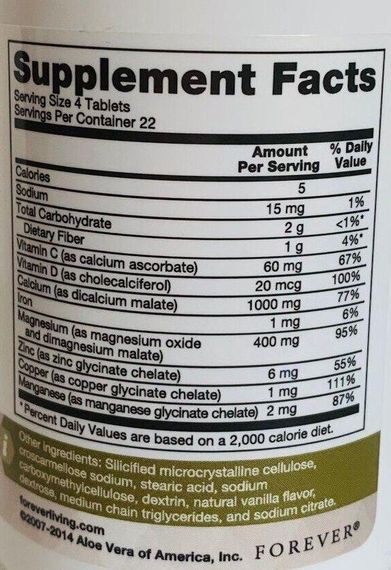 Supplement Facts
Serving Size 4 Tablets
Servings Per Container 22
Amount Per Serving % Daily Value
Calories 5
Sodium 15 mg 1%
Total Carbohydrate 2 g <1%*
Dietary Fiber 1 g 4%*
Vitamin C (as calcium ascorbate) 60 mg 67%
Vitamin D (as cholecalciferol) 20 mcg 100%
Calcium (as dicalcium malate) 1000 mg 77%
Iron 1 mg 6%
Magnesium (as magnesium oxide 400 mg 95%
and dimagnesium malate)
Zinc (as zinc glycinate chelate) 6 mg 55%
Copper (as copper glycinate chelate) 1 mg 111%
Manganese (as manganese glycinate chelate) 2 mg 87%
*Percent Daily Values are based on a 2,000 calorie diet.
Other Ingredients: Silicified microcrystalline cellulose,
croscarmellose sodium, stearic acid, sodium
carboxymethylcellulose, dextrin, natural vanilla flavor,
dextrose, medium chain triglycerides, and sodium citrate.
foreverliving.com
©2007-2014 Aloe Vera of America, Inc. FOREVER®